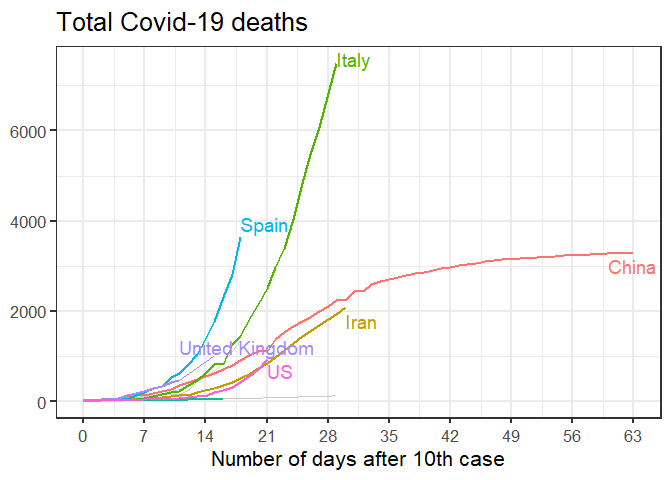 Total Covid-19 deaths
Italy
6000
Spain
4000
China
2000
Iran
United Kingdom
US
0
0 7 14 21 28 35 42 49 56 63
Number of days after 10th case